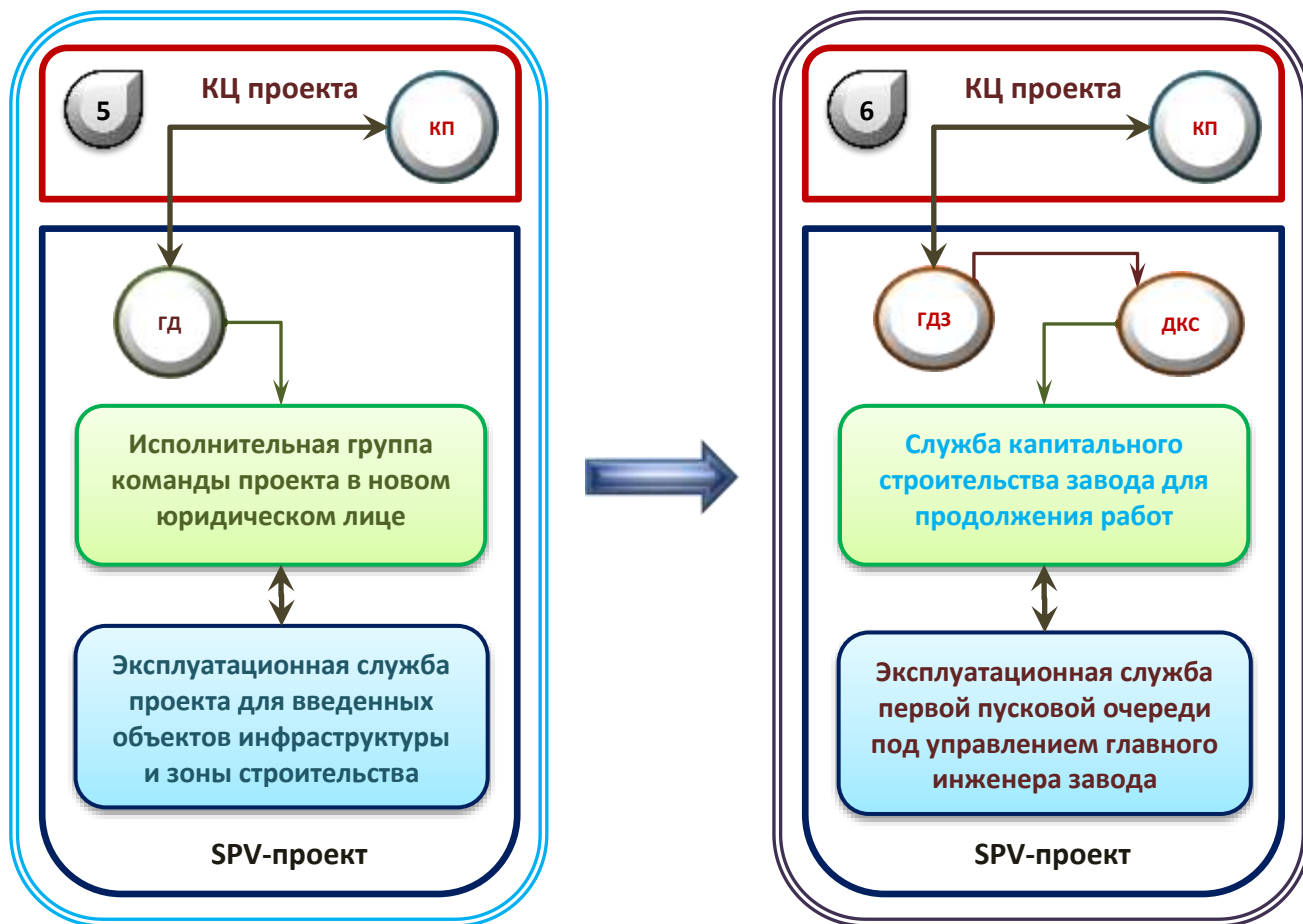 5
КЦ проекта
КП
ГД
Исполнительная группа
команды проекта в новом
юридическом лице
Эксплуатационная служба
проекта для введенных
объектов инфраструктуры
и зоны строительства
SPV-проект
6
КЦ проекта
КП
ГДЗ
ДКС
Служба капитального
строительства завода для
продолжения работ
Эксплуатационная служба
первой пусковой очереди
под управлением главного
инженера завода
SPV-проект